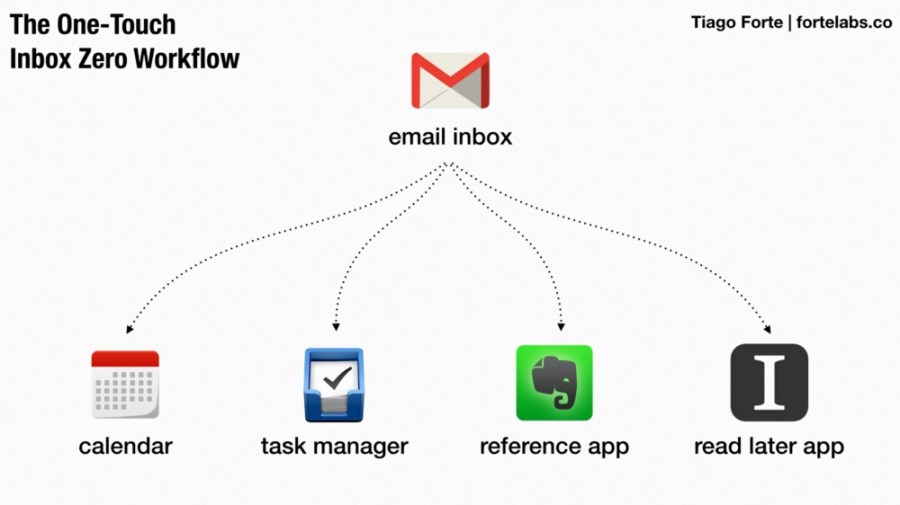 The One-Touch
Inbox Zero Workflow
Tiago Forte | fortelabs.co
email inbox
calendar
task manager
reference app
read later app